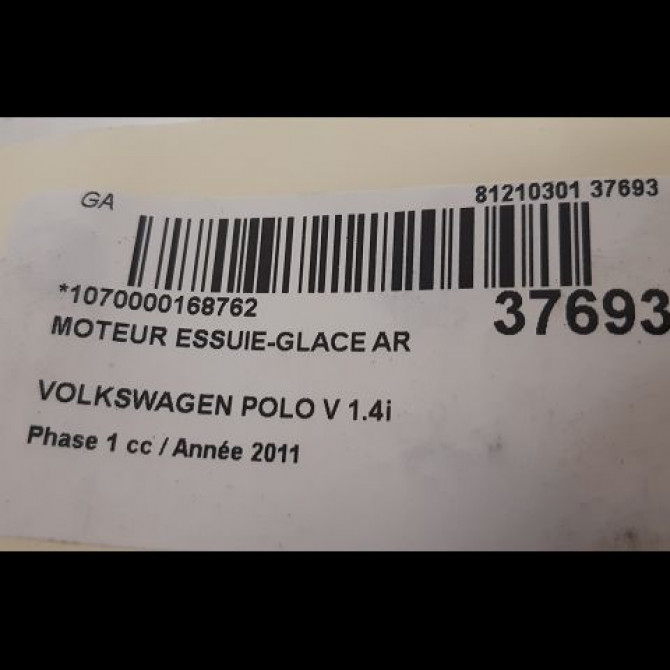 GA
81210301 37693
*1070000168762
37693
MOTEUR ESSUIE-GLACE AR
VOLKSWAGEN POLO V 1.4i
Phase 1 cc / Année 2011